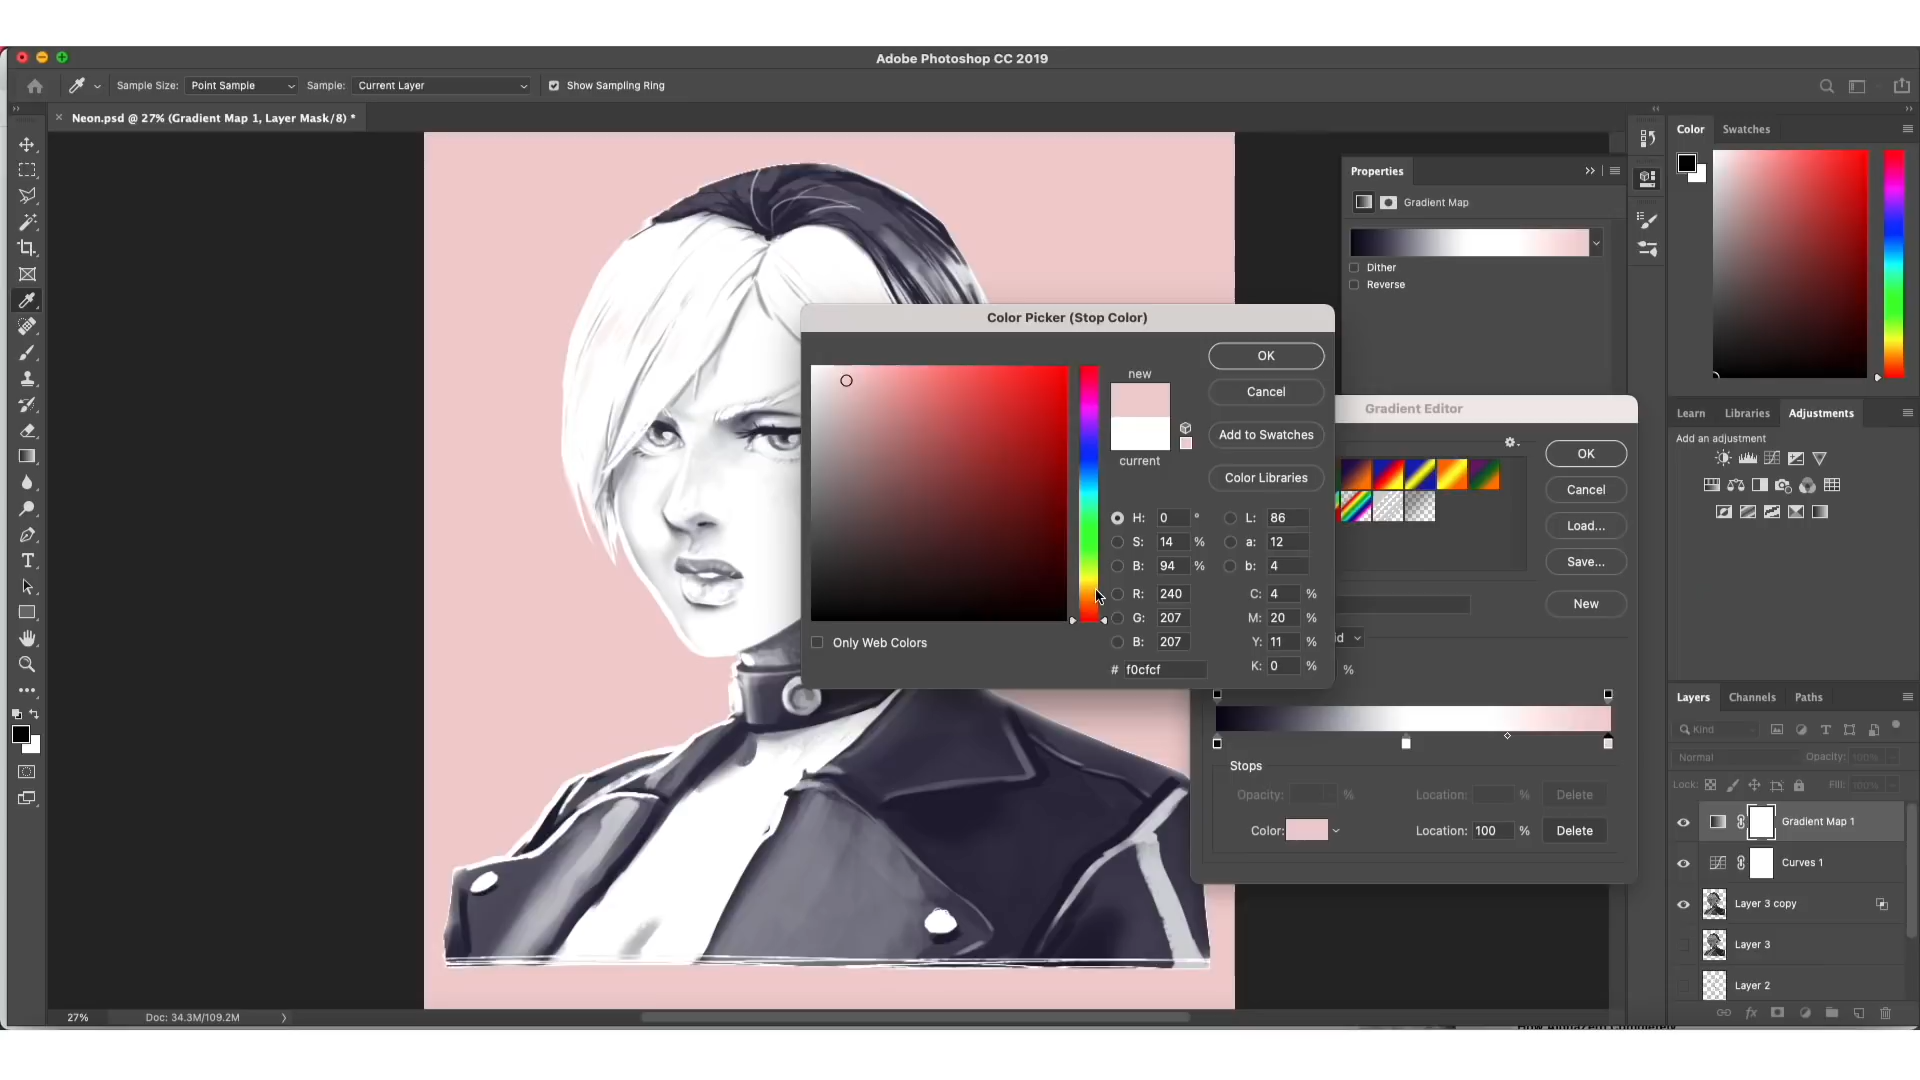 Adobe Photoshop CC 2019
Sample Size: Point Sample Sample: Current Layer Show Sampling Ring
Neon.psd @ 27% (Gradient Map 1, Layer Mask/8) *
Color Swatches
Properties
Gradient Map
Dither
Reverse
Color Picker (Stop Color)
new
current
OK
Cancel
Add to Swatches
Color Libraries
H: 0 °
S: 14 %
B: 94 %
R: 240
G: 207
B: 207
# f0cfcf
L: 86
a: 12
b: 4
C: 4 %
M: 20 %
Y: 11 %
K: 0 %
Only Web Colors
Gradient Editor
OK
Cancel
Load...
Save...
New
id
%
Stops
Opacity: % Location: % Delete
Color: Location: 100 % Delete
Learn Libraries Adjustments
Add an adjustment
Layers Channels Paths
Kind
Normal Opacity: 100%
Lock: Fill: 100%
Gradient Map 1
Curves 1
Layer 3 copy
Layer 3
Layer 2
27% Doc: 34.3M/109.2M